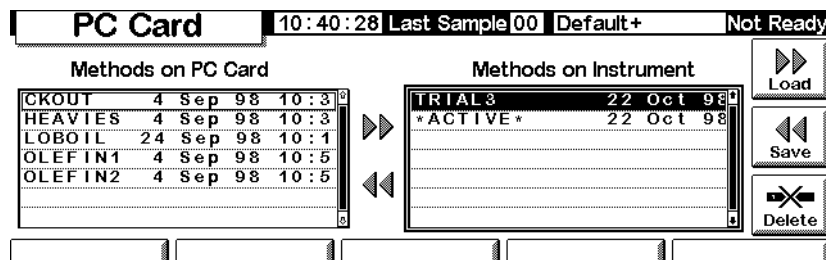 PC Card 10:40:28 Last Sample 00 Default+ Not Ready
Methods on PC Card
CKOUT 4 Sep 98 10:3
HEAVIES 4 Sep 98 10:3
LOBOIL 24 Sep 98 10:1
OLEFIN1 4 Sep 98 10:5
OLEFIN2 4 Sep 98 10:5
Methods on Instrument
TRIAL3 22 Oct 98
*ACTIVE* 22 Oct 98
Load
Save
Delete